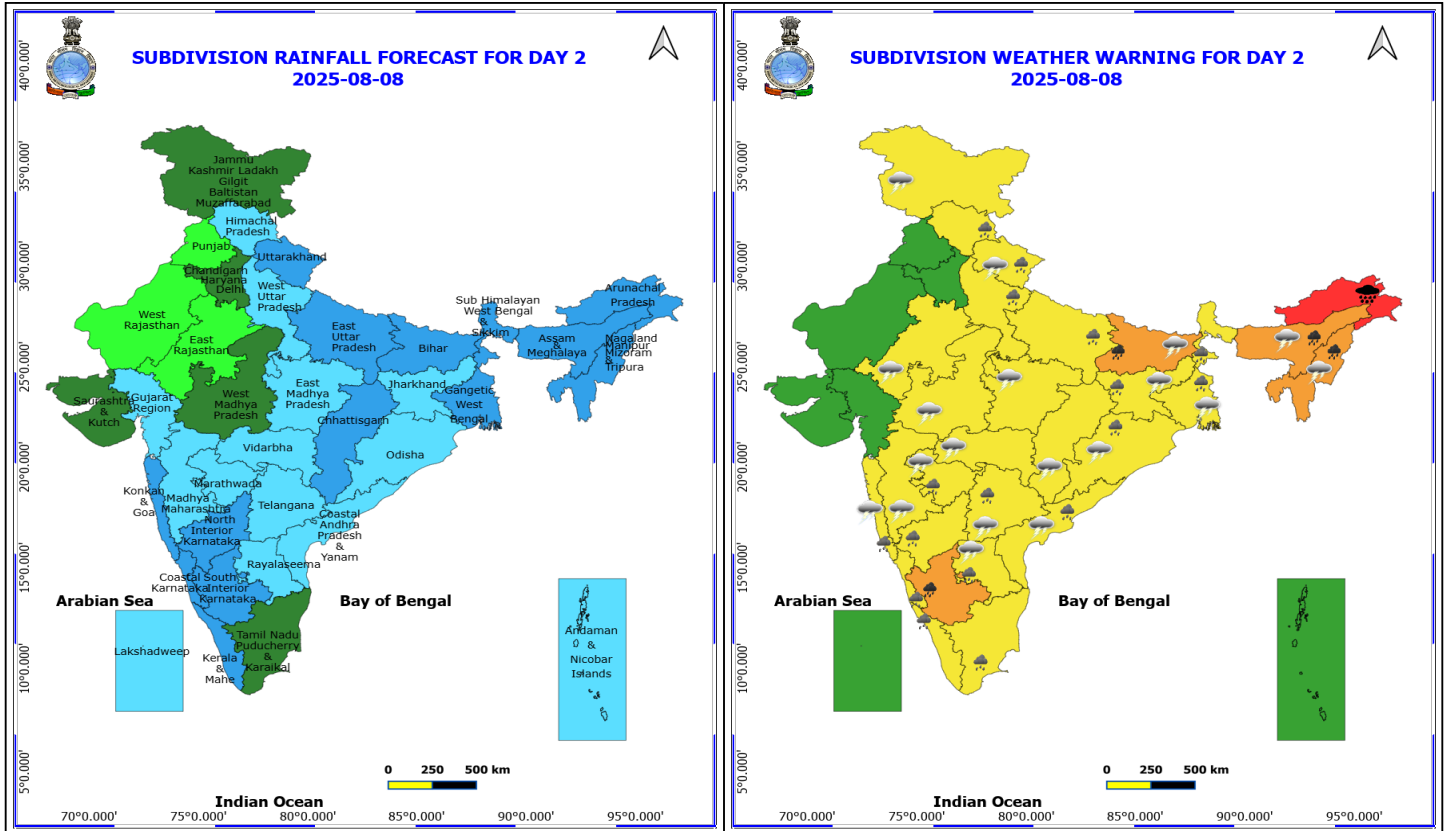 SUBDIVISION RAINFALL FORECAST FOR DAY 2
2025-08-08
40°0.000'
35°0.000'
30°0.000'
25°0.000'
20°0.000'
15°0.000'
10°0.000'
5°0.000'
Jammu
Kashmir Ladakh
Gilgit
Baltistan
Muzaffarabad
Himachal
Pradesh
Punjab
Uttarakhand
Chandigarh
Haryana
Delhi
West
Uttar
Pradesh
West
Rajasthan
East
Rajasthan
East
Uttar
Pradesh
Bihar
Sub Himalayan
West Bengal
&
Sikkim
Arunachal
Pradesh
Assam
&
Meghalaya
Nagaland
Manipur
Mizoram
&
Tripura
Saurashtra
&
Kutch
Gujarat
Region
West
Madhya
Pradesh
East
Madhya
Pradesh
Jharkhand
Gangetic
West
Bengal
Chhattisgarh
Vidarbha
Odisha
Konkan
&
Goa
Madhya
Maharashtra
Marathwada
Telangana
North
Interior
Karnataka
Coastal
Andhra
Pradesh
&
Yanam
Rayalaseema
Coastal
Karnataka
South
Interior
Karnataka
Arabian Sea
Bay of Bengal
Lakshadweep
Kerala
&
Mahe
Tamil Nadu
Puducherry
&
Karaikal
Andaman
&
Nicobar
Islands
0 250 500 km
Indian Ocean
70°0.000' 75°0.000' 80°0.000' 85°0.000' 90°0.000' 95°0.000'
SUBDIVISION WEATHER WARNING FOR DAY 2
2025-08-08
40°0.000'
35°0.000'
30°0.000'
25°0.000'
20°0.000'
15°0.000'
10°0.000'
5°0.000'
Arabian Sea
Bay of Bengal
0 250 500 km
Indian Ocean
70°0.000' 75°0.000' 80°0.000' 85°0.000' 90°0.000' 95°0.000'